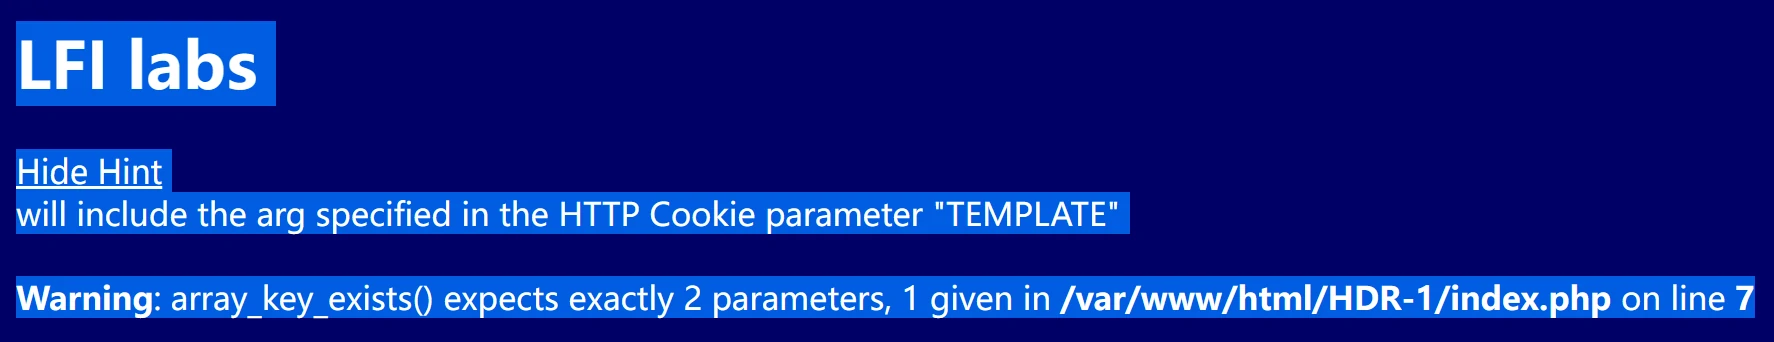 LFI labs
Hide Hint
will include the arg specified in the HTTP Cookie parameter "TEMPLATE"
Warning: array_key_exists() expects exactly 2 parameters, 1 given in /var/www/html/HDR-1/index.php on line 7